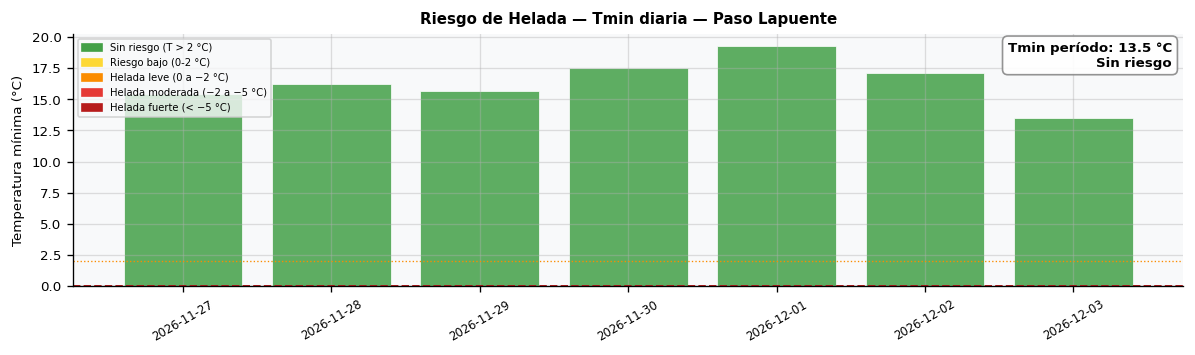 Riesgo de Helada — Tmin diaria — Paso Lapuente
Temperatura mínima (°C)
20.0
17.5
15.0
12.5
10.0
7.5
5.0
2.5
0.0
Sin riesgo (T > 2 °C)
Riesgo bajo (0-2 °C)
Helada leve (0 a −2 °C)
Helada moderada (−2 a −5 °C)
Helada fuerte (< −5 °C)
Tmin período: 13.5 °C
Sin riesgo
2026-11-27
2026-11-28
2026-11-29
2026-11-30
2026-12-01
2026-12-02
2026-12-03